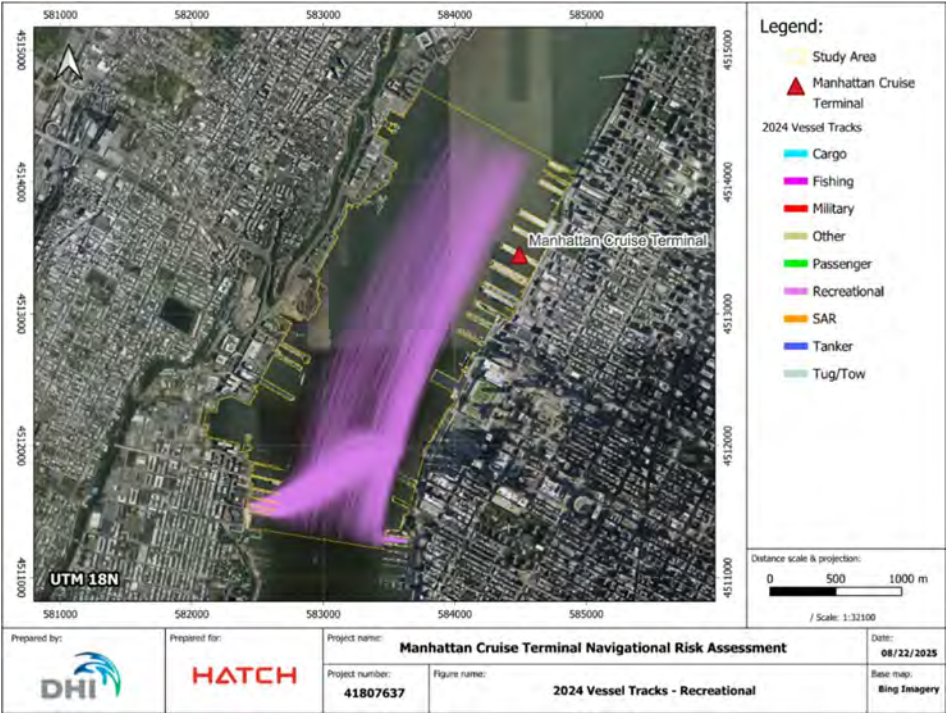 581000 582000 583000 584000 585000
4515000 4515000
4514000 4514000
4513000 4513000
4512000 4512000
4511000 4511000
Manhattan Cruise Terminal
UTM 18N
581000 582000 583000 584000 585000
Legend:
Study Area
Manhattan Cruise
Terminal
2024 Vessel Tracks
Cargo
Fishing
Military
Other
Passenger
Recreational
SAR
Tanker
Tug/Tow
Distance scale & projection:
0 500 1000 m
/ Scale: 1:32100
Prepared by:
DHI
Prepared for:
HATCH
Project name:
Manhattan Cruise Terminal Navigational Risk Assessment
Project number:
41807637
Figure name:
2024 Vessel Tracks - Recreational
Date:
08/22/2025
Base map:
Bing Imagery